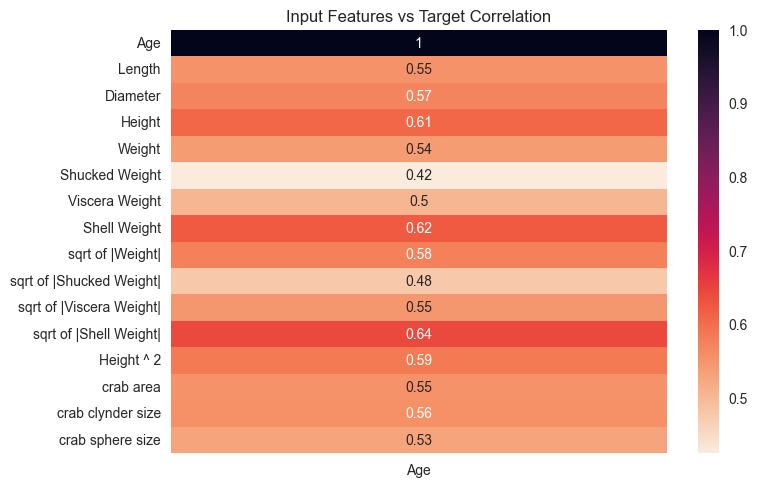 Input Features vs Target Correlation
Age 1
Length 0.55
Diameter 0.57
Height 0.61
Weight 0.54
Shucked Weight 0.42
Viscera Weight 0.5
Shell Weight 0.62
sqrt of |Weight| 0.58
sqrt of |Shucked Weight| 0.48
sqrt of |Viscera Weight| 0.55
sqrt of |Shell Weight| 0.64
Height ^ 2 0.59
crab area 0.55
crab clynder size 0.56
crab sphere size 0.53
Age
1.0
0.9
0.8
0.7
0.6
0.5